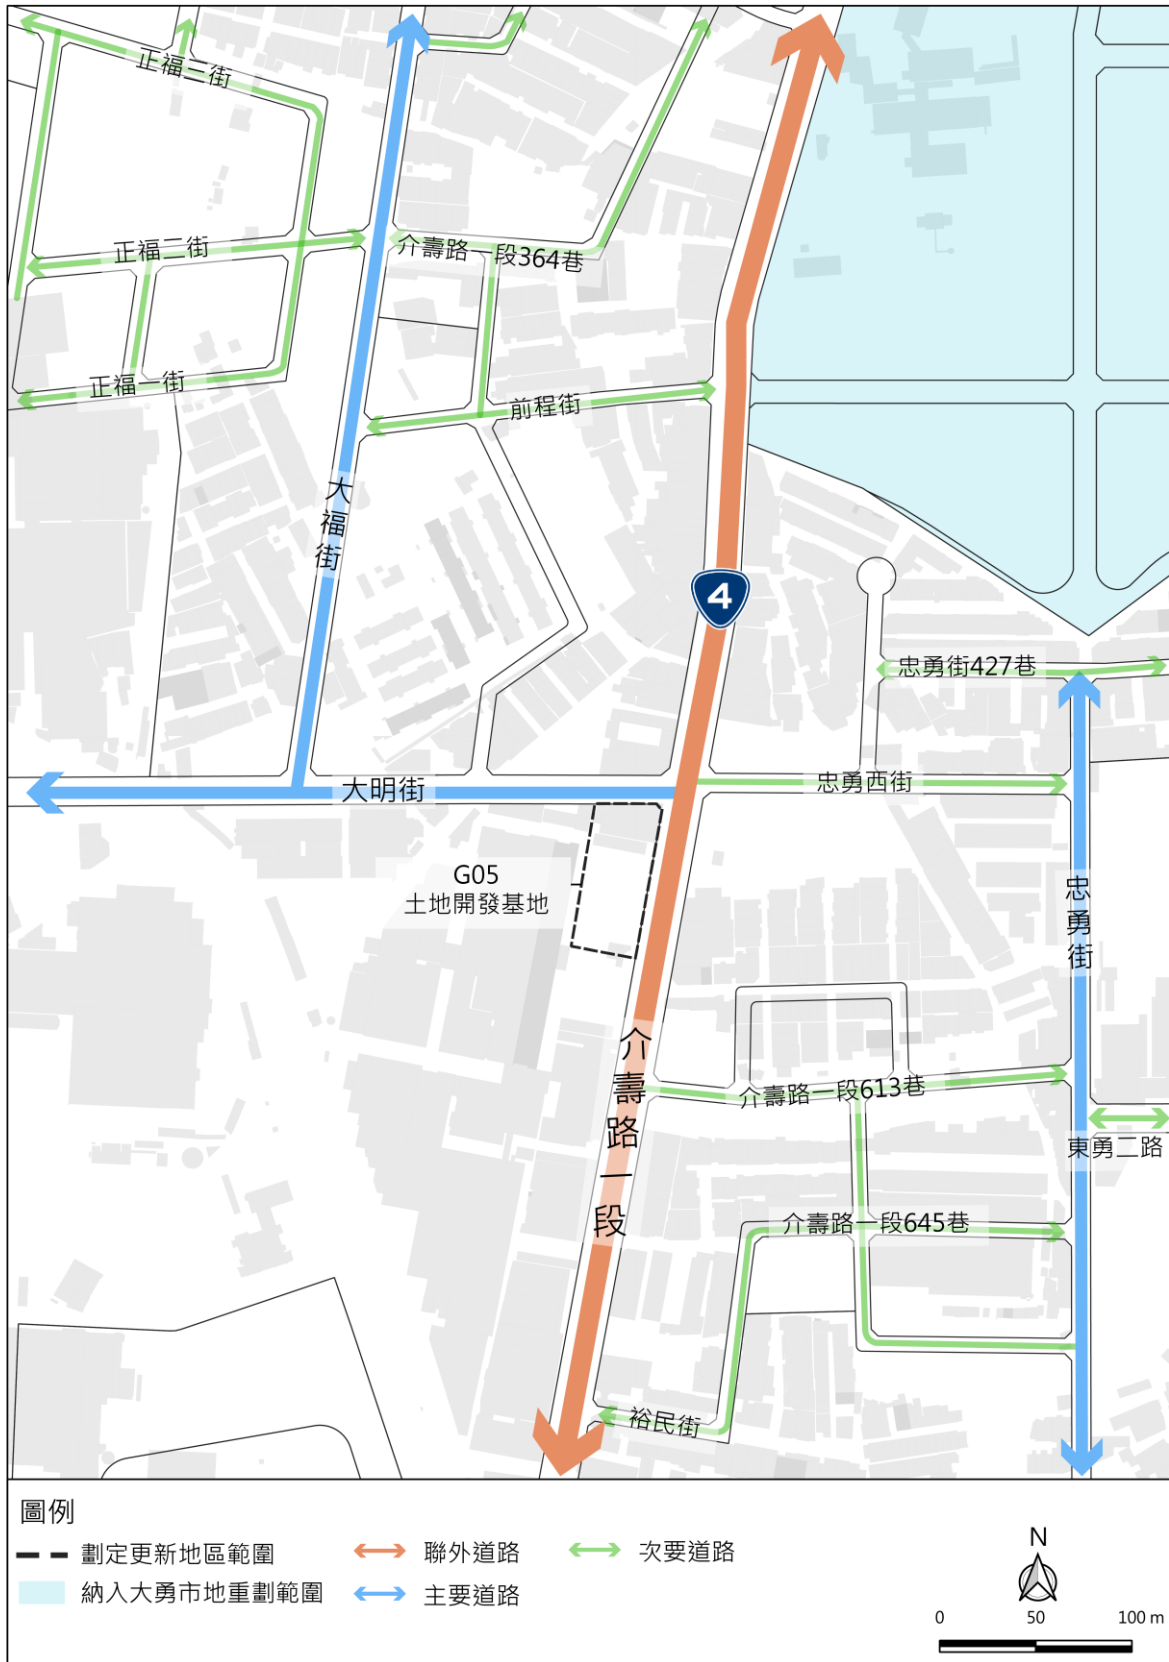 正福三街
正福二街
介壽路一段364巷
正福一街
前程街
大福街
4
忠勇街427巷
大明街
忠勇西街
G05
土地開發基地
忠勇街
介壽路一段
介壽路一段613巷
東勇二路
介壽路一段645巷
裕民街
圖例
劃定更新地區範圍
聯外道路
次要道路
納入大勇市地重劃範圍
主要道路
N
0 50 100 m